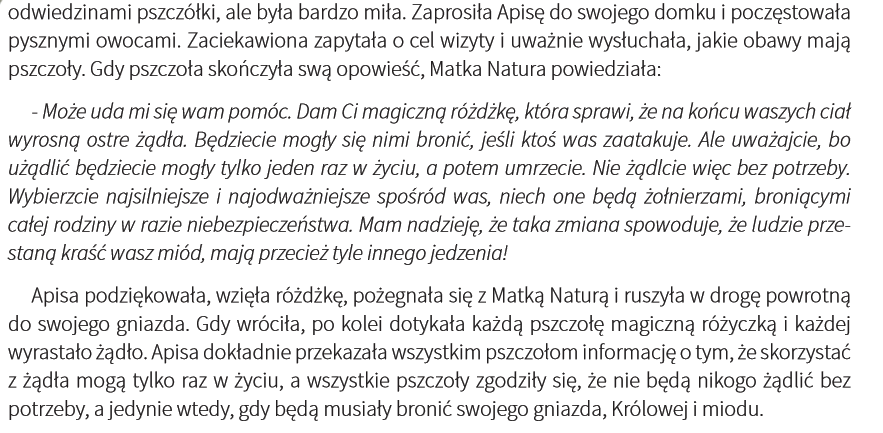 odwiedzinami pszczółki, ale była bardzo miła. Zaprosiła Apisę do swojego domku i poczęstowała
pysznymi owocami. Zaciekawiona zapytała o cel wizyty i uważnie wysłuchała, jakie obawy mają
pszczoły. Gdy pszczoła skończyła swą opowieść, Matka Natura powiedziała:
- Może uda mi się wam pomóc. Dam Ci magiczną różdżkę, która sprawi, że na końcu waszych ciał
wyrosną ostre żądła. Będziecie mogły się nimi bronić, jeśli ktoś was zaatakuje. Ale uważajcie, bo
użądlić będziecie mogły tylko jeden raz w życiu, a potem umrzecie. Nie żądlcie więc bez potrzeby.
Wybierzcie najsilniejsze i najodważniejsze spośród was, niech one będą żołnierzami, broniącymi
całej rodziny w razie niebezpieczeństwa. Mam nadzieję, że taka zmiana spowoduje, że ludzie prze-
staną kraść wasz miód, mają przecież tyle innego jedzenia!
Apisa podziękowała, wzięła różdżkę, pożegnała się z Matką Naturą i ruszyła w drogę powrotną
do swojego gniazda. Gdy wróciła, po kolei dotykała każdą pszczołę magiczną różyczką i każdej
wyrastało żądło. Apisa dokładnie przekazała wszystkim pszczołom informację o tym, że skorzystać
z żądła mogą tylko raz w życiu, a wszystkie pszczoły zgodziły się, że nie będą nikogo żądlić bez
potrzeby, a jedynie wtedy, gdy będą musiały bronić swojego gniazda, Królowej i miodu.